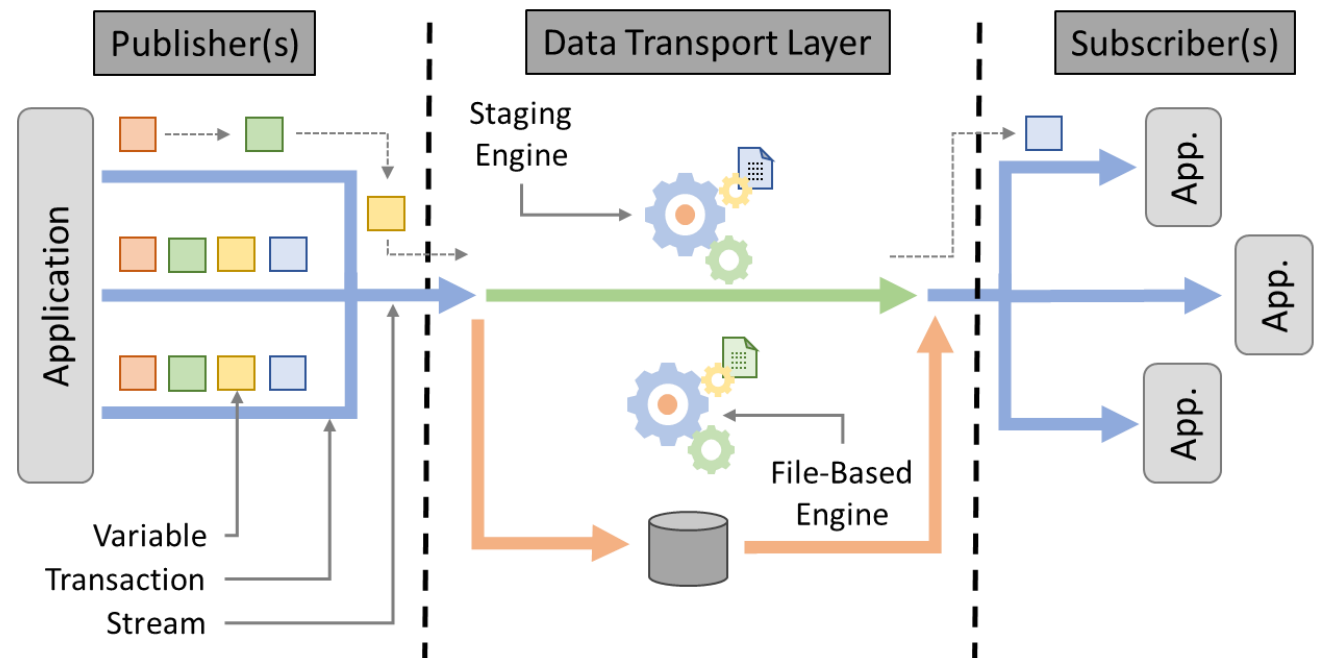 Publisher(s)
Data Transport Layer
Subscriber(s)
Application
Staging
Engine
App.
App.
App.
File-Based
Engine
Variable
Transaction
Stream